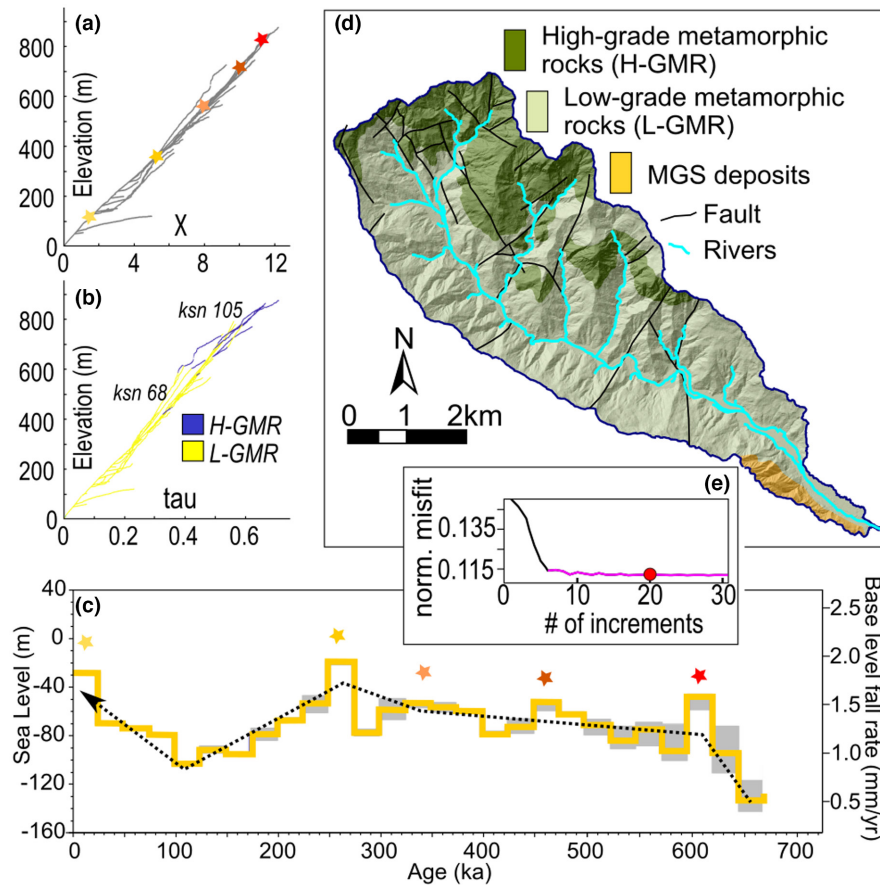 (a)
800
600
400
200
0
Elevation (m)
0
4
8
12
X
(b)
800
600
400
200
0
Elevation (m)
ksn 105
ksn 68
H-GMR
L-GMR
tau
0
0.2
0.4
0.6
(d)
High-grade metamorphic
rocks (H-GMR)
Low-grade metamorphic
rocks (L-GMR)
MGS deposits
Fault
Rivers
N
0 1 2km
(e)
norm. misfit
0.135
0.115
0 10 20 30
# of increments
(c)
Sea Level (m)
40
0
-40
-80
-120
-160
0 100 200 300 400 500 600 700
Age (ka)
2.5
2.0
1.5
1.0
0.5
Base level fall rate (mm/yr)